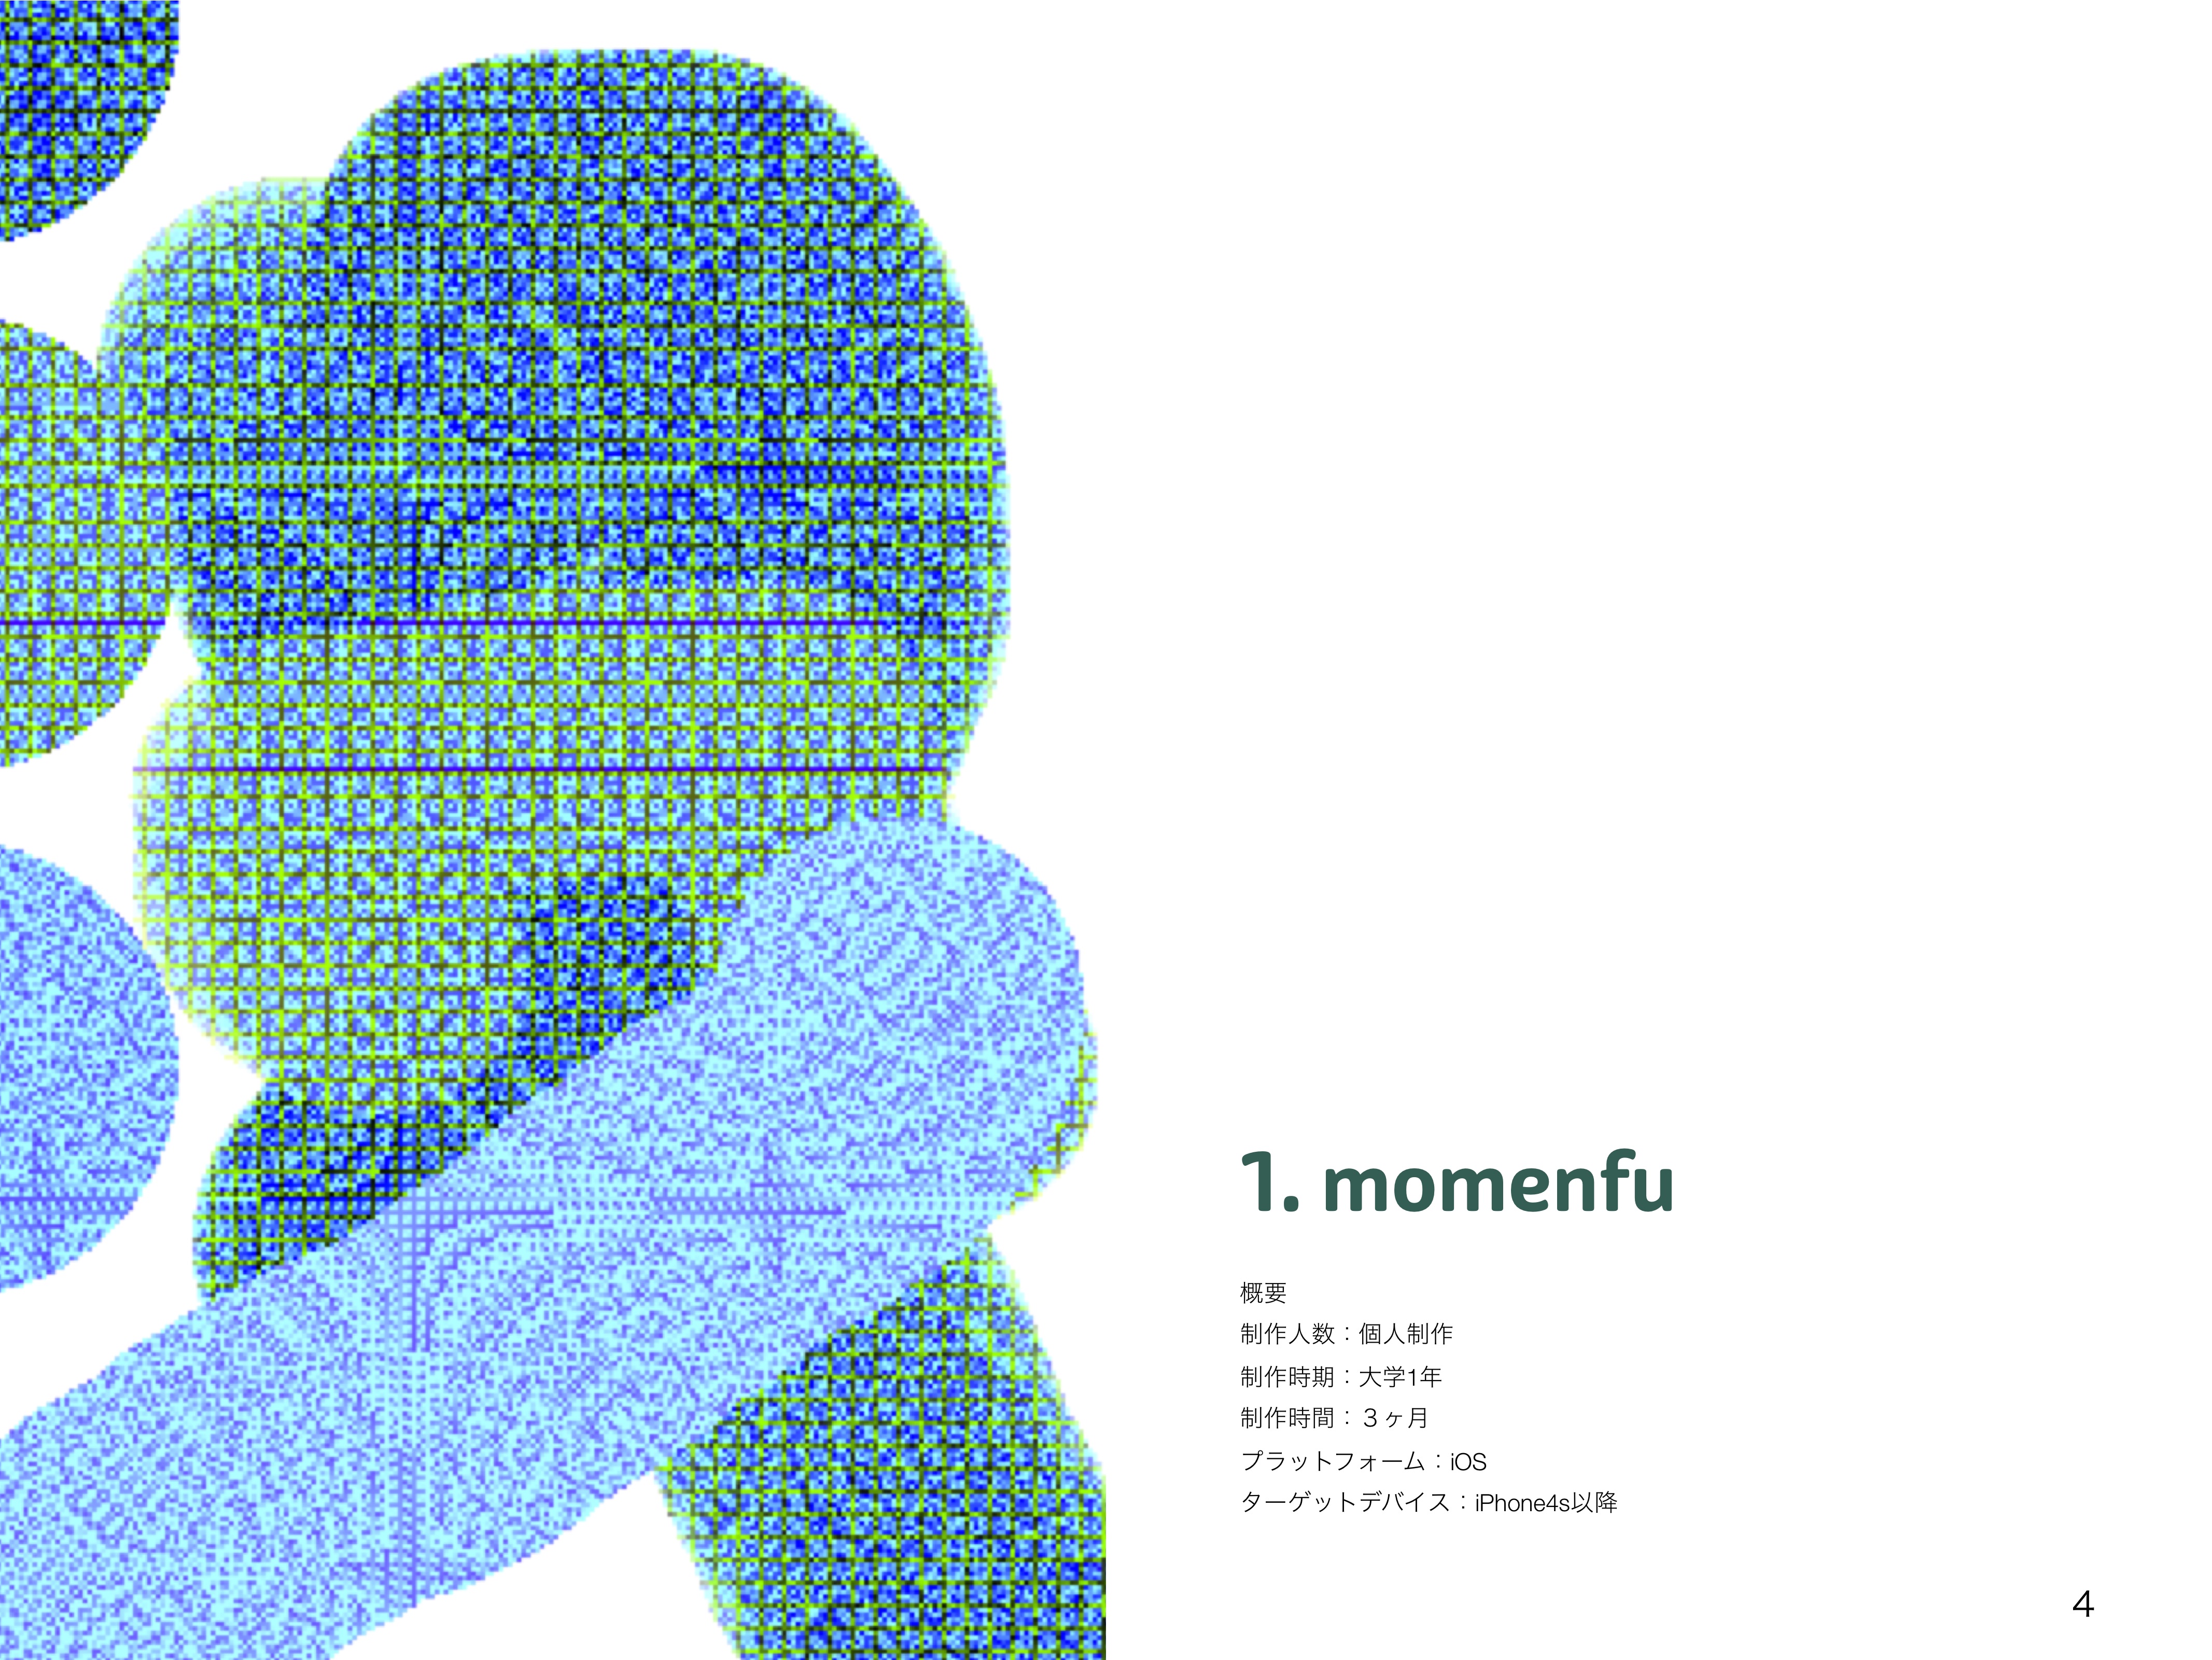 1. momenfu
概要
制作人数：個人制作
制作時期：大学1年
制作時間：３ヶ月
プラットフォーム：iOS
ターゲットデバイス：iPhone4s以降
4